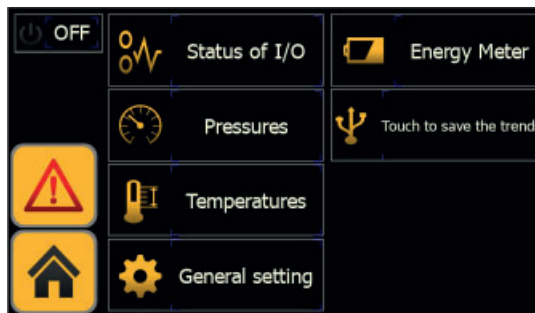 OFF
Status of I/O
Energy Meter
Pressures
Touch to save the trend
Temperatures
General setting